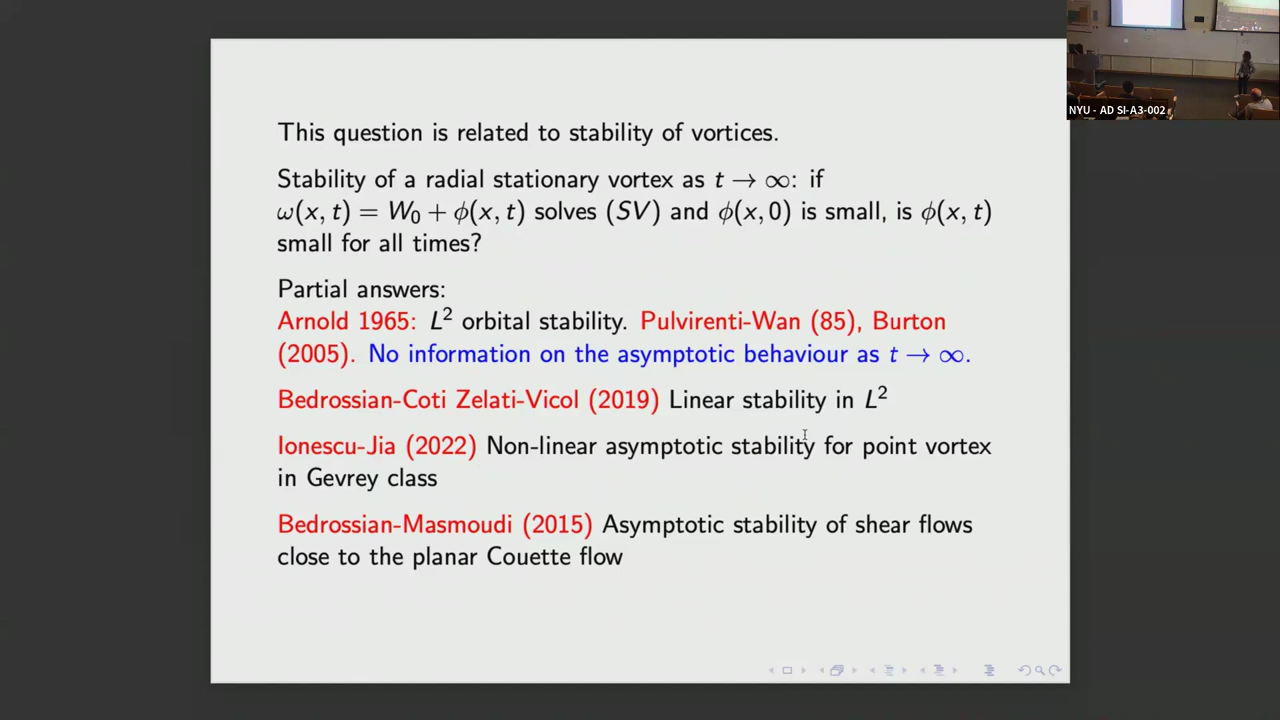 This question is related to stability of vortices.
Stability of a radial stationary vortex as t → ∞: if
ω(x, t) = W₀ + ϕ(x, t) solves (SV) and ϕ(x, 0) is small, is ϕ(x, t)
small for all times?
Partial answers:
Arnold 1965: L² orbital stability. Pulvirenti-Wan (85), Burton
(2005). No information on the asymptotic behaviour as t → ∞.
Bedrossian-Coti Zelati-Vicol (2019) Linear stability in L²
Ionescu-Jia (2022) Non-linear asymptotic stability for point vortex
in Gevrey class
Bedrossian-Masmoudi (2015) Asymptotic stability of shear flows
close to the planar Couette flow
NYU - AD SI-A3-002